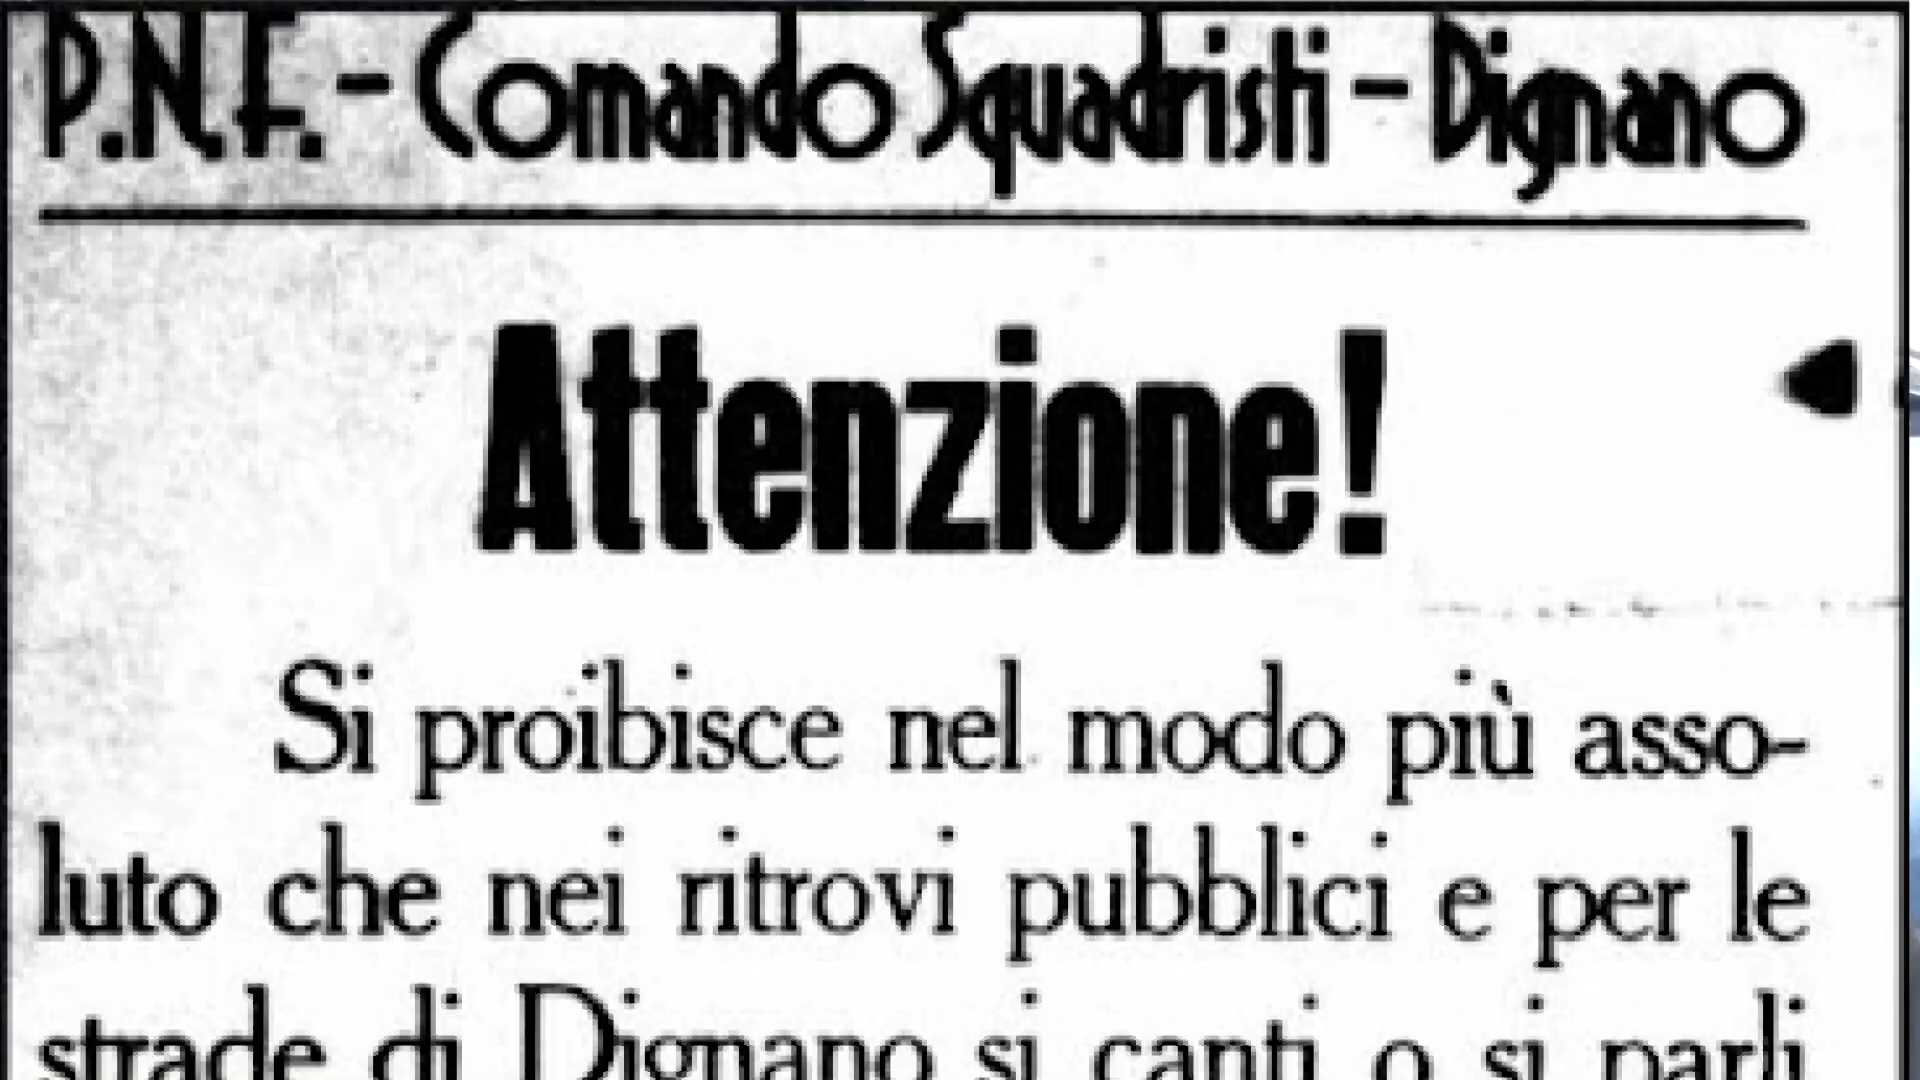 P.N.F. - Comando Squadristi - Dignano
Attenzione!
Si proibisce nel modo più asso-
luto che nei ritrovi pubblici e per le
strade di Dignano si canti o si parli